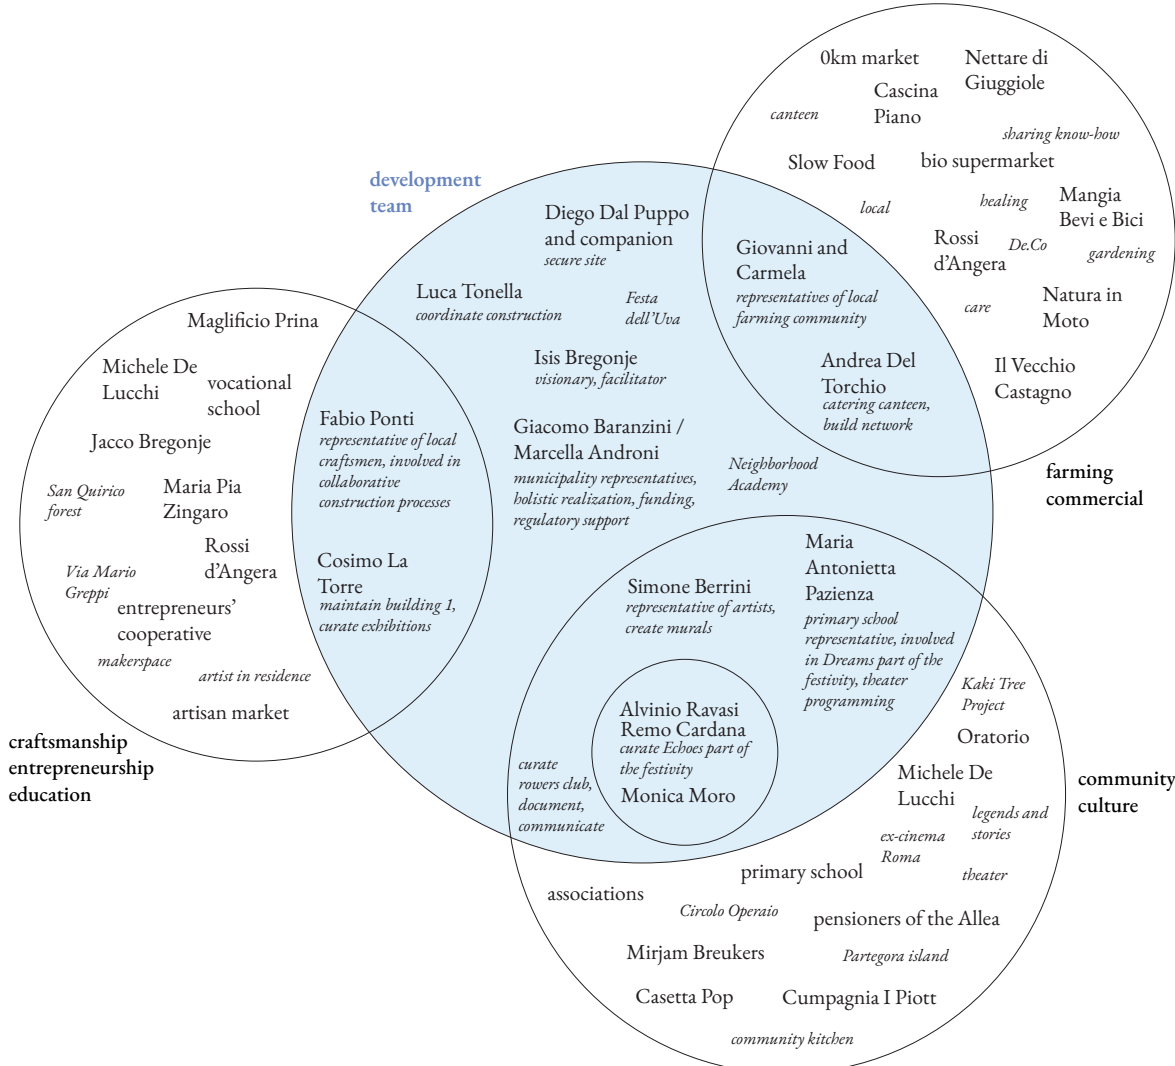 0km market
Nettare di
Giuggiole
Cascina
Piano
canteen
sharing know-how
Slow Food
bio supermarket
local
healing
Mangia
Bevi e Bici
Rossi
d'Angera
De.Co
gardening
care
Natura in
Moto
Il Vecchio
Castagno
farming
commercial
Giovanni and
Carmela
representatives of local
farming community
Andrea Del
Torchio
catering canteen,
build network
development
team
Diego Dal Puppo
and companion
secure site
Luca Tonella
coordinate construction
Festa
dell'Uva
Isis Bregonje
visionary, facilitator
Giacomo Baranzini /
Marcella Androni
municipality representatives,
holistic realization, funding,
regulatory support
Neighborhood
Academy
Maglificio Prina
Michele De
Lucchi
vocational
school
Jacco Bregonje
San Quirico
forest
Maria Pia
Zingaro
Rossi
d'Angera
Via Mario
Greppi
entrepreneurs'
cooperative
makerspace
artist in residence
artisan market
craftsmanship
entrepreneurship
education
Fabio Ponti
representative of local
craftsmen, involved in
collaborative
construction processes
Cosimo La
Torre
maintain building 1,
curate exhibitions
Simone Berrini
representative of artists,
create murals
Maria
Antonietta
Pazienza
primary school
representative, involved
in Dreams part of the
festivity, theater
programming
Alvinio Ravasi
Remo Cardana
curate Echoes part of
the festivity
Monica Moro
curate
rowers club,
document,
communicate
Kaki Tree
Project
Oratorio
Michele De
Lucchi
legends and
stories
ex-cinema
Roma
theater
primary school
associations
Circolo Operaio
pensioners of the Allea
Mirjam Breukers
Partegora island
Casetta Pop
Cumpagnia I Piott
community kitchen
community
culture